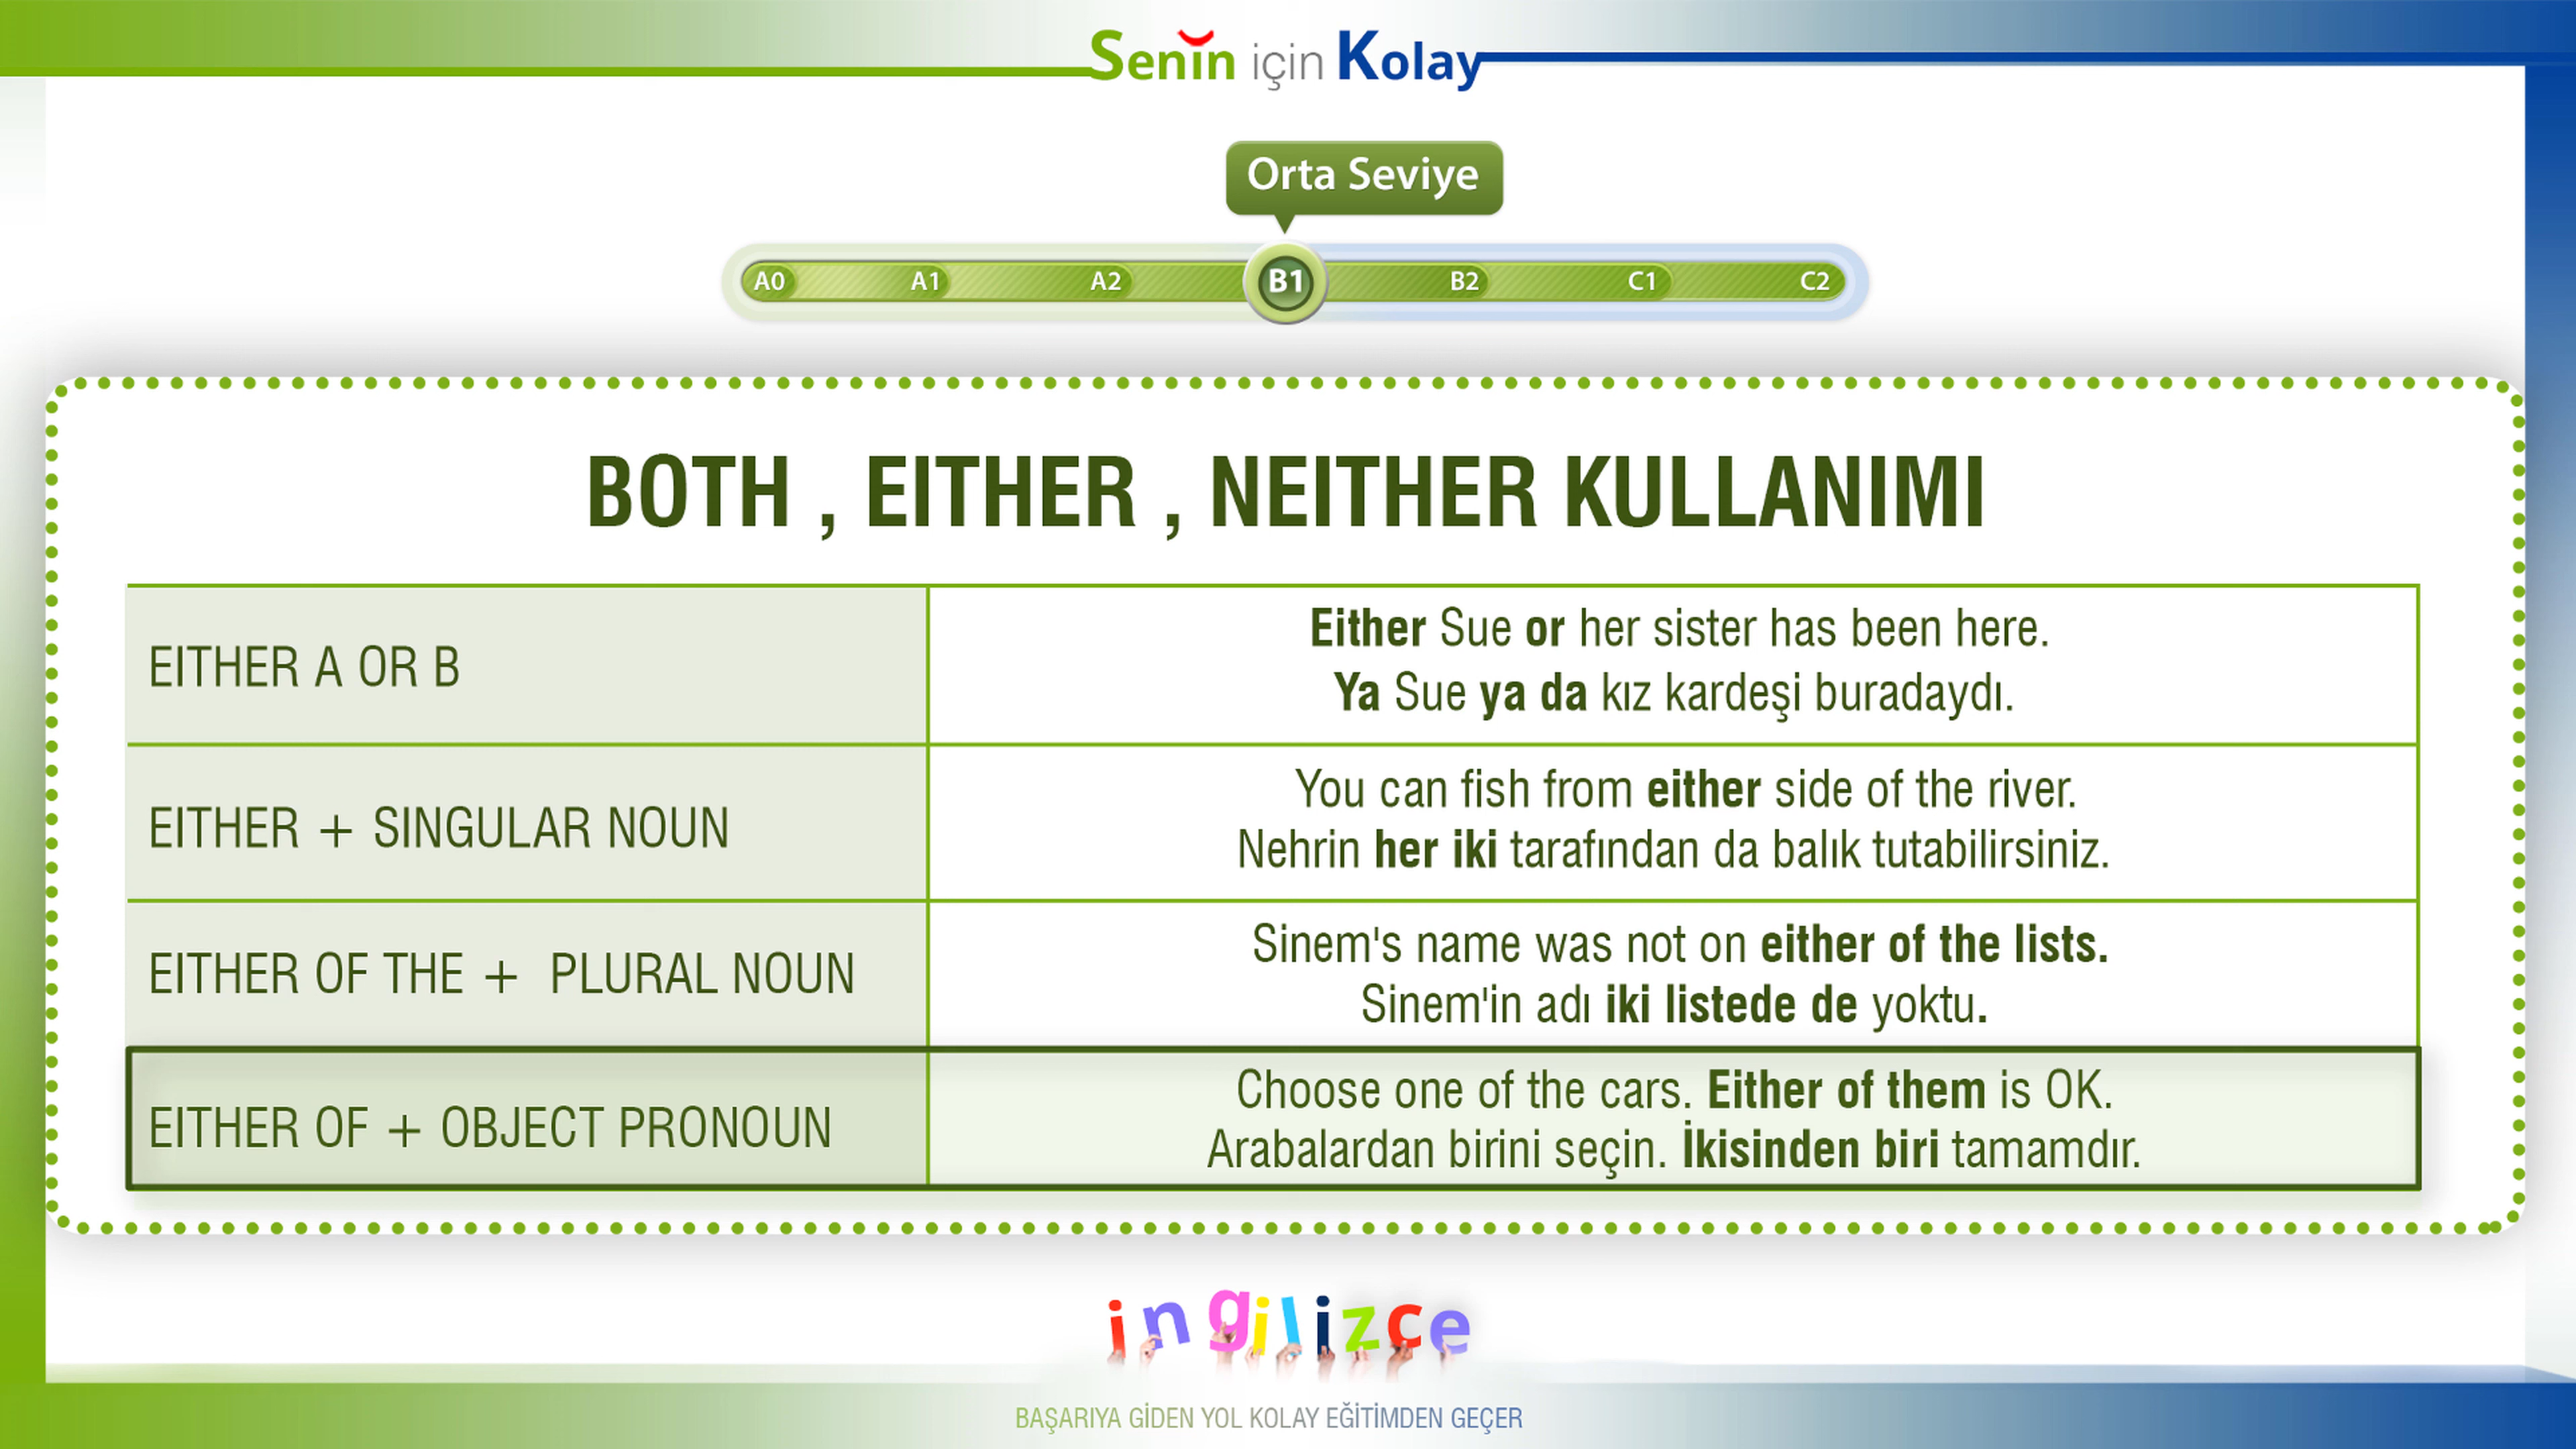 Senin için Kolay
Orta Seviye
A0 A1 A2 B1 B2 C1 C2
BOTH , EITHER , NEITHER KULLANIMI
EITHER A OR B
Either Sue or her sister has been here.
Ya Sue ya da kız kardeşi buradaydı.
EITHER + SINGULAR NOUN
You can fish from either side of the river.
Nehrin her iki tarafından da balık tutabilirsiniz.
EITHER OF THE + PLURAL NOUN
Sinem's name was not on either of the lists.
Sinem'in adı iki listede de yoktu.
EITHER OF + OBJECT PRONOUN
Choose one of the cars. Either of them is OK.
Arabalardan birini seçin. İkisinden biri tamamdır.
ingilizce
BAŞARIYA GİDEN YOL KOLAY EĞİTİMDEN GEÇER